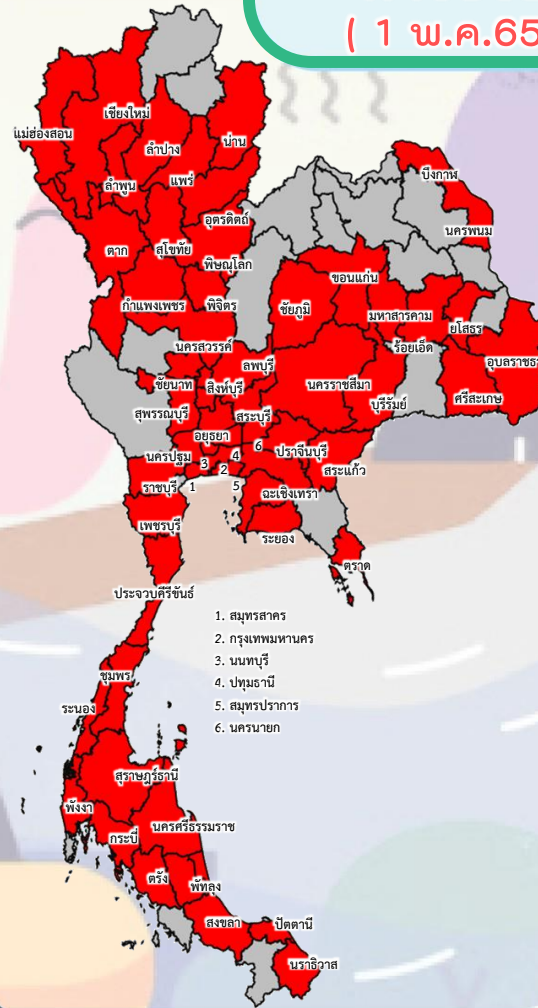 ( 1 พ.ค.65
เชียงใหม่
แม่ฮ่องสอน
ลำปาง
น่าน
ลำพูน
แพร่
บึงกาฬ
อุตรดิตถ์
นครพนม
ตาก
สุโขทัย
พิษณุโลก
ขอนแก่น
กำแพงเพชร
พิจิตร
ชัยภูมิ
มหาสารคาม
ยโสธร
นครสวรรค์
ร้อยเอ็ด
ลพบุรี
อุบลราชธ
ชัยนาท
สิงห์บุรี
นครราชสีมา
ศรีสะเกษ
สุพรรณบุรี
สระบุรี
บุรีรัมย์
อยุธยา
6
ปราจีนบุรี
นครปฐม
3
4
2
สระแก้ว
ราชบุรี
1
5
ฉะเชิงเทรา
เพชรบุรี
ระยอง
ตราด
ประจวบคีรีขันธ์
1. สมุทรสาคร
2. กรุงเทพมหานคร
3. นนทบุรี
4. ปทุมธานี
5. สมุทรปราการ
6. นครนายก
ชุมพร
ระนอง
สุราษฎร์ธานี
พังงา
นครศรีธรรมราช
กระบี่
ตรัง
พัทลุง
สงขลา
ปัตตานี
นราธิวาส